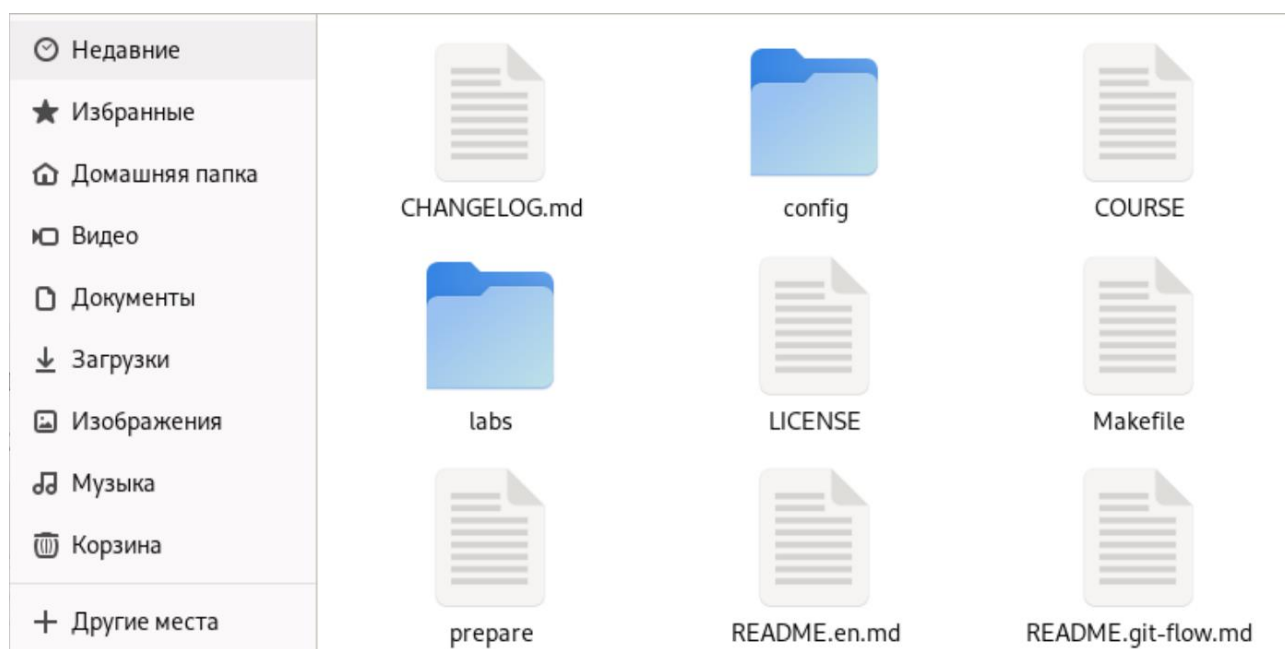 Недавние
Избранные
Домашняя папка
Видео
Документы
Загрузки
Изображения
Музыка
Корзина
Другие места
CHANGELOG.md
config
COURSE
labs
LICENSE
Makefile
prepare
README.en.md
README.git-flow.md